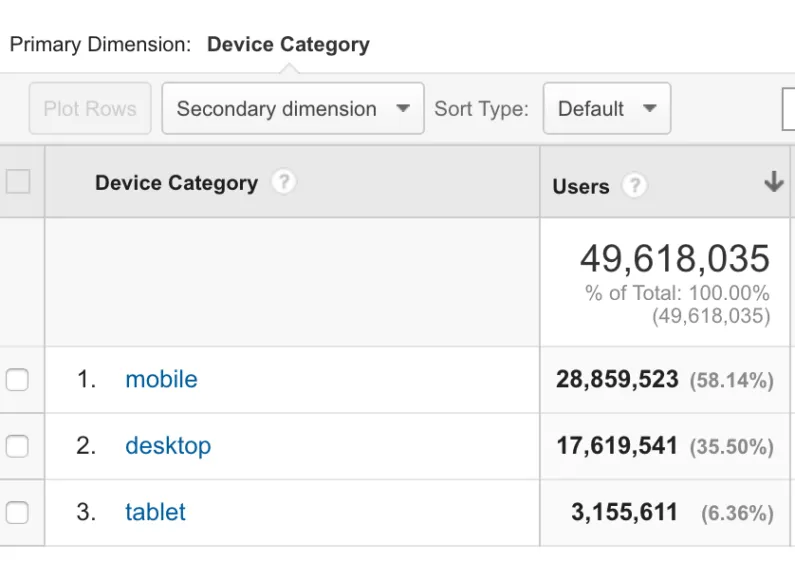 Primary Dimension: Device Category
Plot Rows Secondary dimension Sort Type: Default
Device Category ? Users ?
49,618,035
% of Total: 100.00%
(49,618,035)
1. mobile 28,859,523 (58.14%)
2. desktop 17,619,541 (35.50%)
3. tablet 3,155,611 (6.36%)